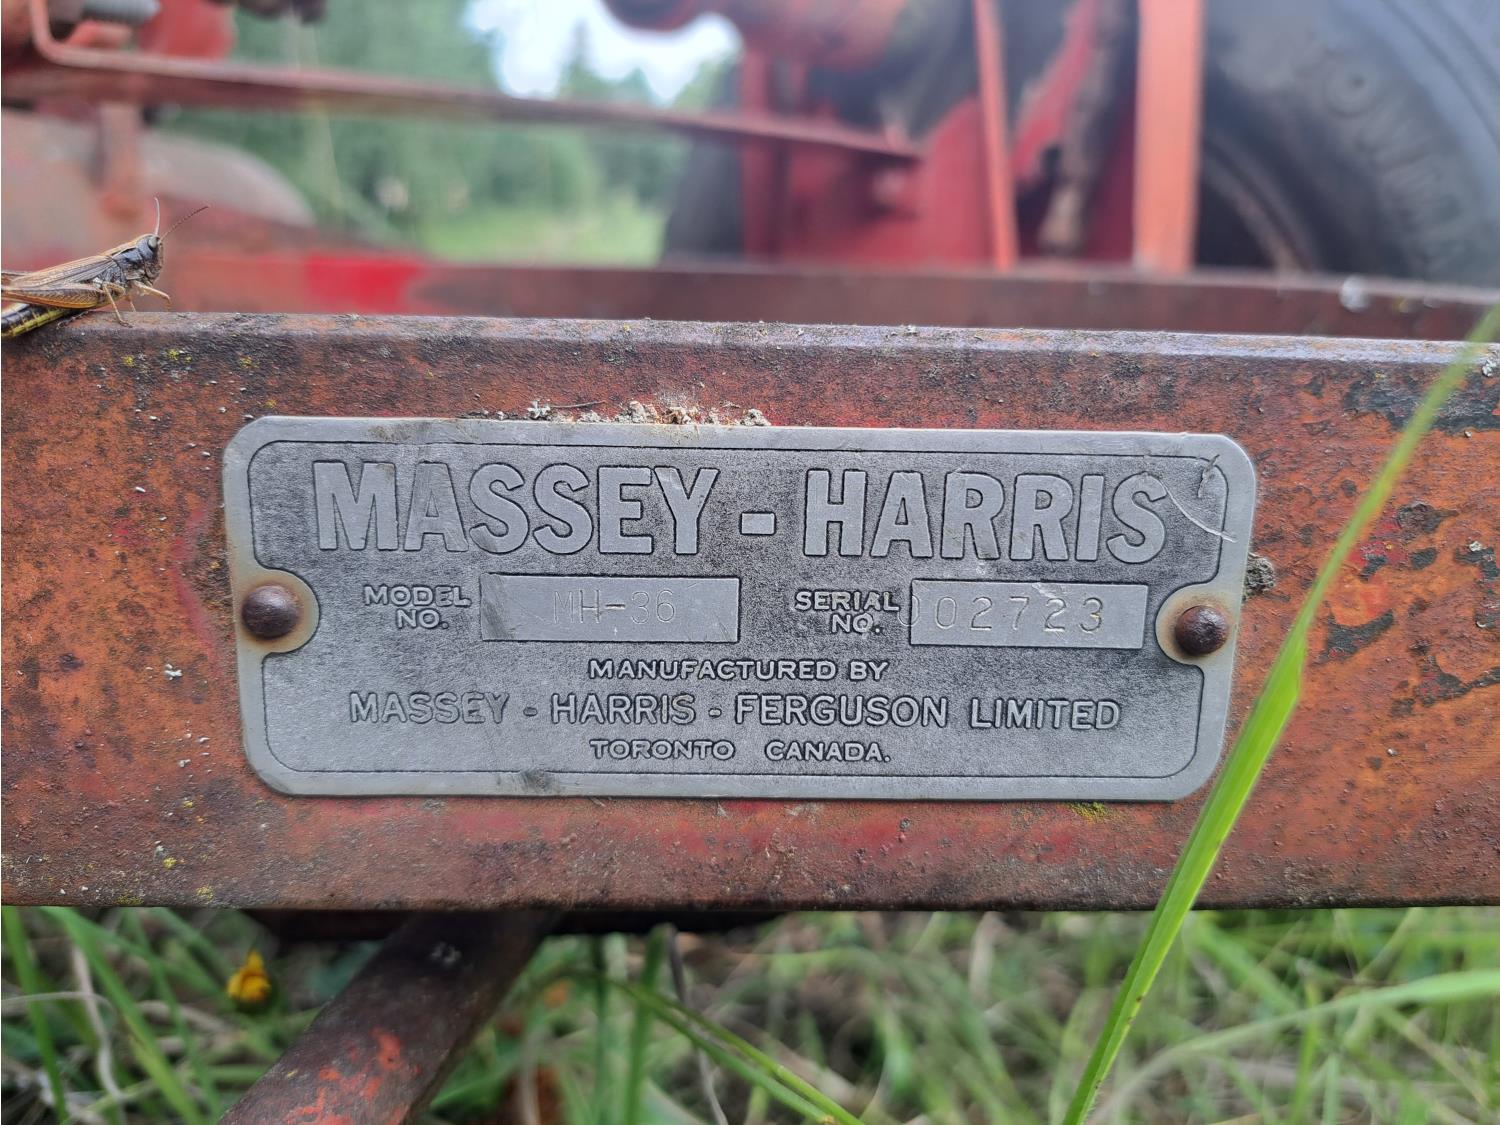 MASSEY-HARRIS
MODEL NO. MH-36 SERIAL NO. 002723
MANUFACTURED BY
MASSEY-HARRIS-FERGUSON LIMITED
TORONTO CANADA.